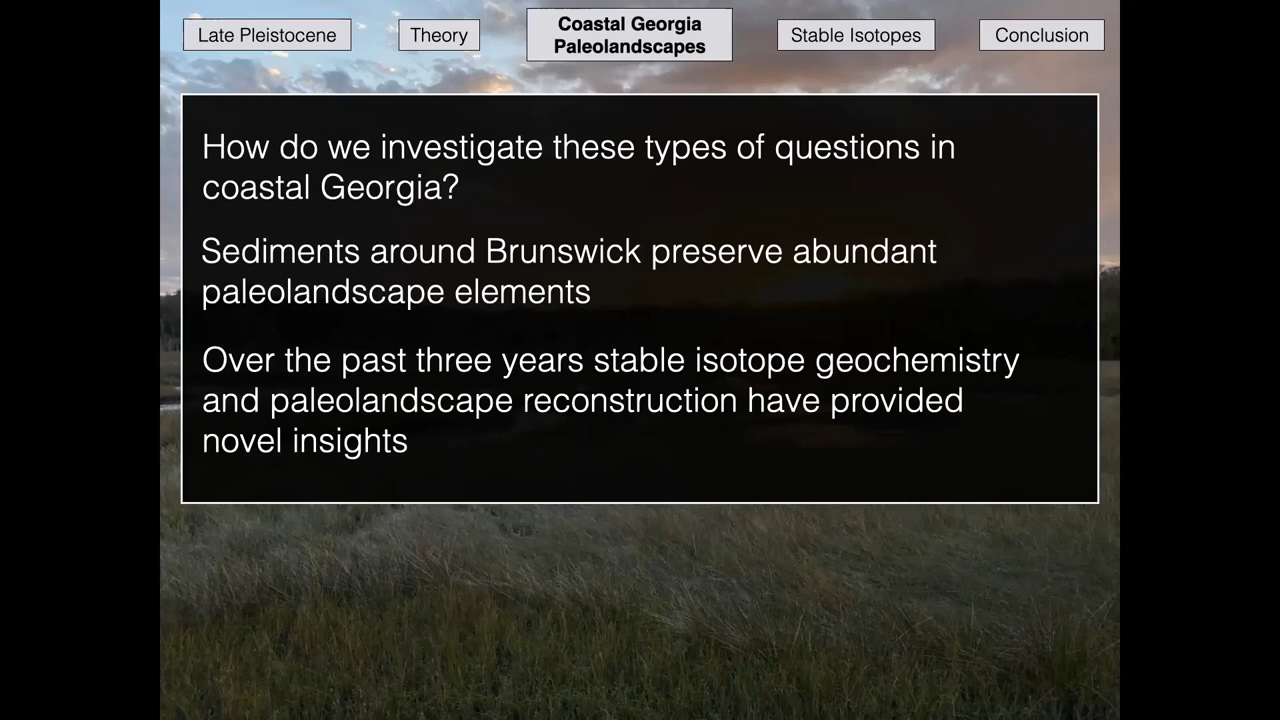 Late Pleistocene
Theory
Coastal Georgia
Paleolandscapes
Stable Isotopes
Conclusion
How do we investigate these types of questions in
coastal Georgia?
Sediments around Brunswick preserve abundant
paleolandscape elements
Over the past three years stable isotope geochemistry
and paleolandscape reconstruction have provided
novel insights